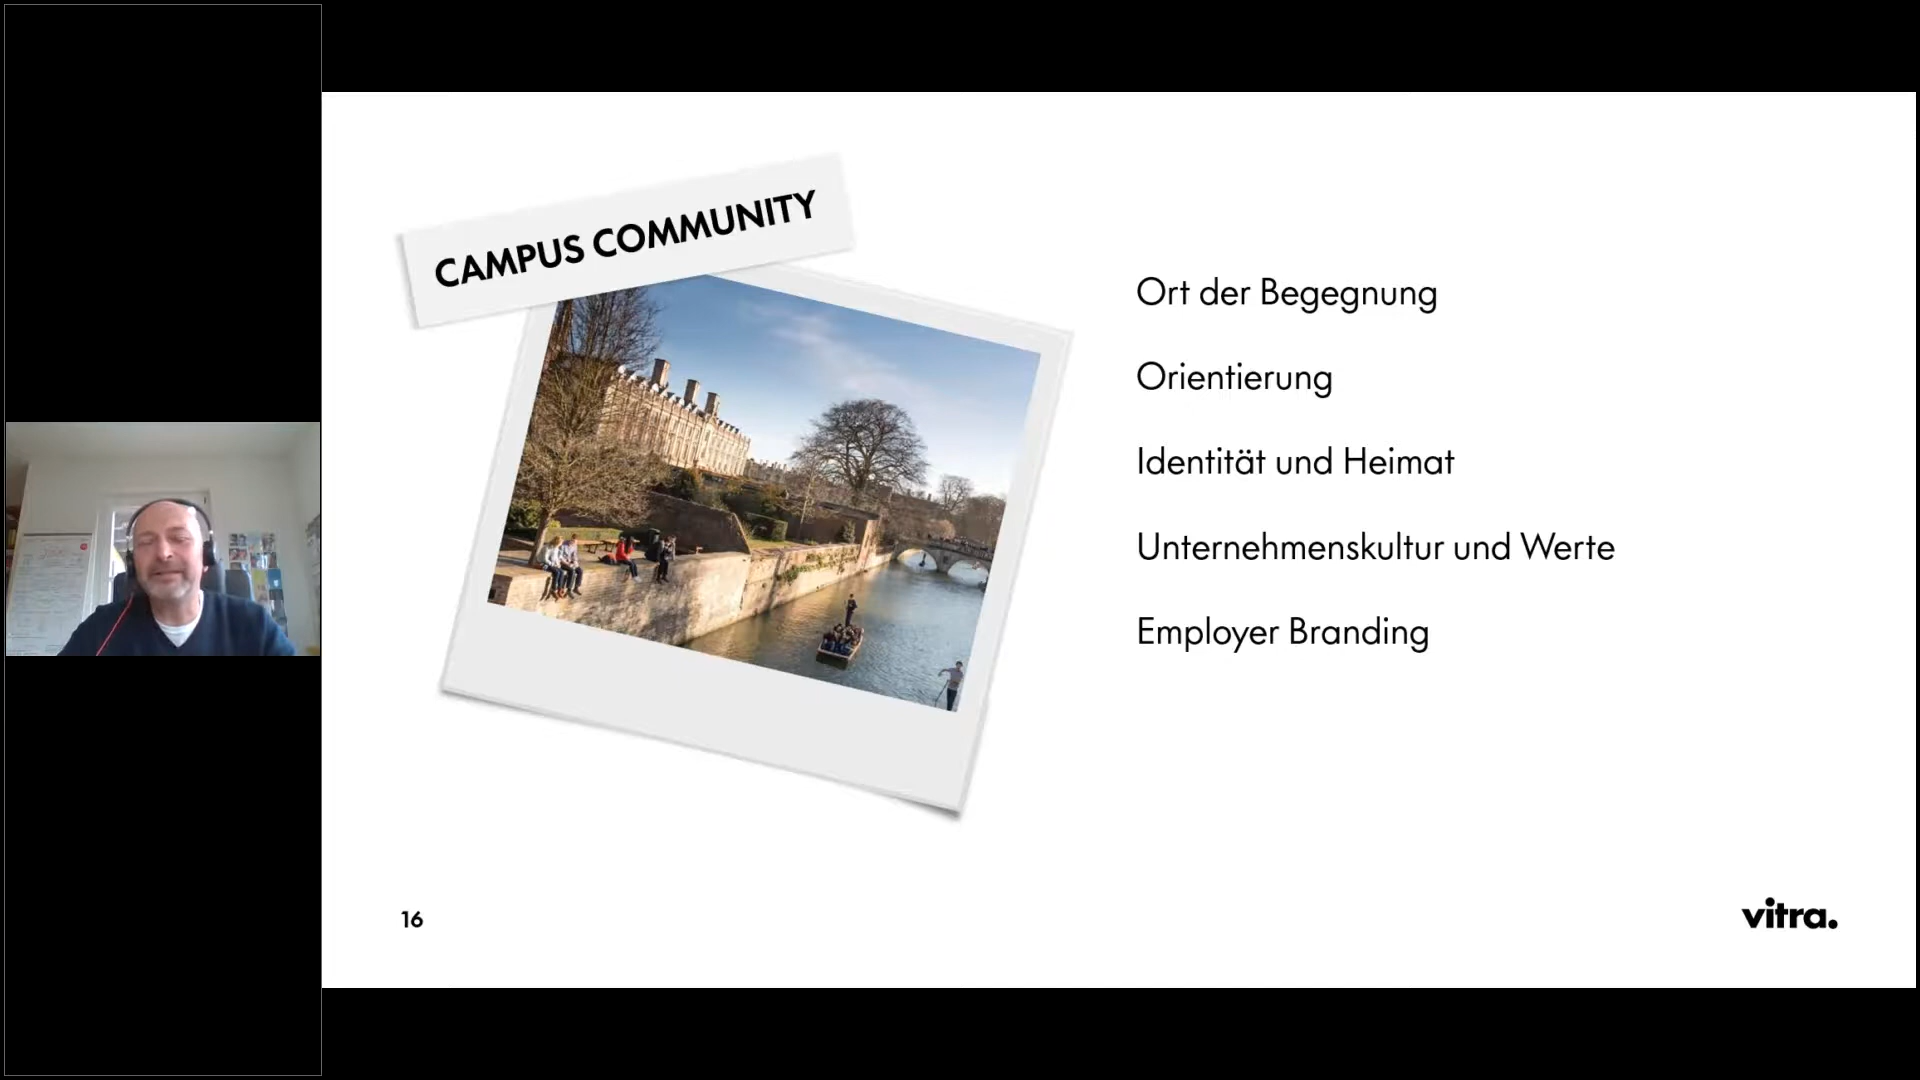 CAMPUS COMMUNITY
Ort der Begegnung
Orientierung
Identität und Heimat
Unternehmenskultur und Werte
Employer Branding
16
vitra.